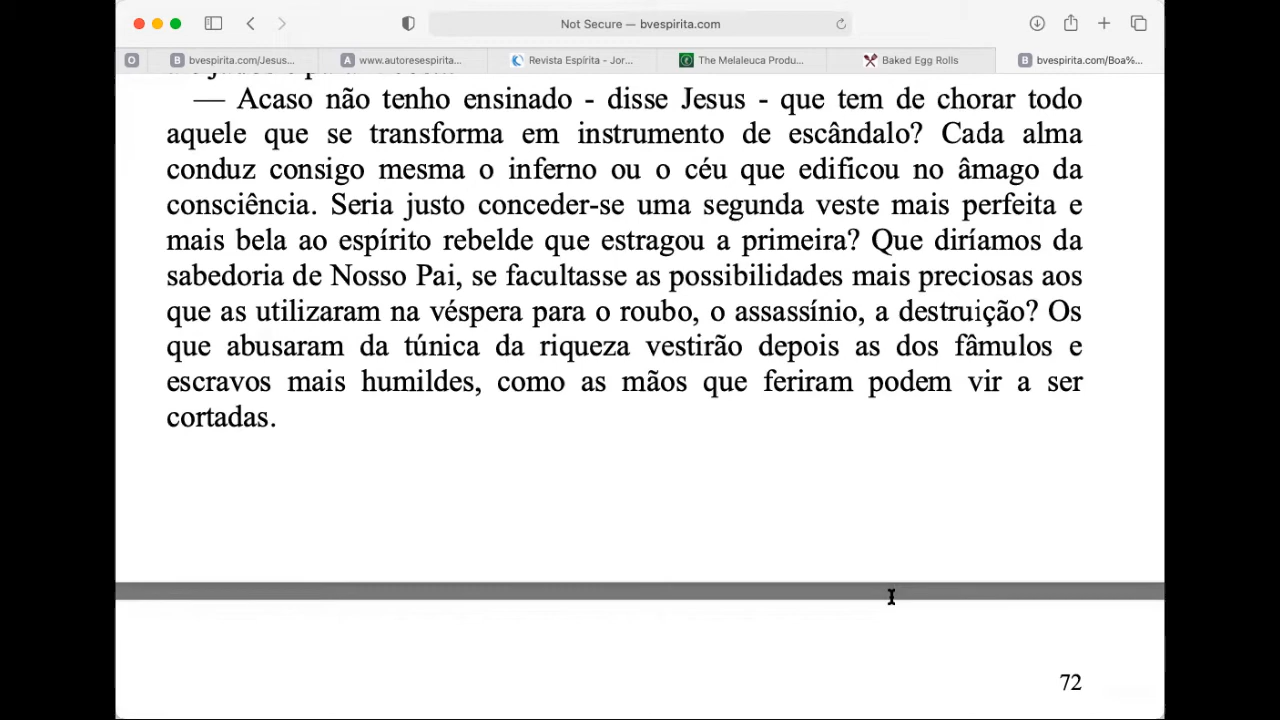 Not Secure — bvespirita.com
O
B bvespirita.com/Jesus...
A www.autoresespirita...
Revista Espírita - Jor...
The Melaleuca Produ...
Baked Egg Rolls
B bvespirita.com/Boa%...
— Acaso não tenho ensinado - disse Jesus - que tem de chorar todo
aquele que se transforma em instrumento de escândalo? Cada alma
conduz consigo mesma o inferno ou o céu que edificou no âmago da
consciência. Seria justo conceder-se uma segunda veste mais perfeita e
mais bela ao espírito rebelde que estragou a primeira? Que diríamos da
sabedoria de Nosso Pai, se facultasse as possibilidades mais preciosas aos
que as utilizaram na véspera para o roubo, o assassínio, a destruição? Os
que abusaram da túnica da riqueza vestirão depois as dos fâmulos e
escravos mais humildes, como as mãos que feriram podem vir a ser
cortadas.
72